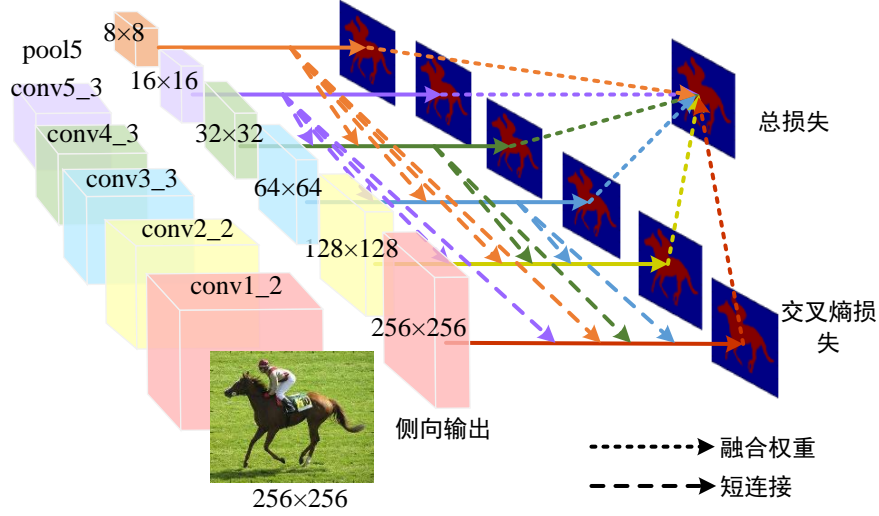 8×8
pool5
16×16
conv5_3
32×32
conv4_3
64×64
conv3_3
128×128
conv2_2
256×256
conv1_2
256×256
侧向输出
总损失
交叉熵损
失
融合权重
短连接